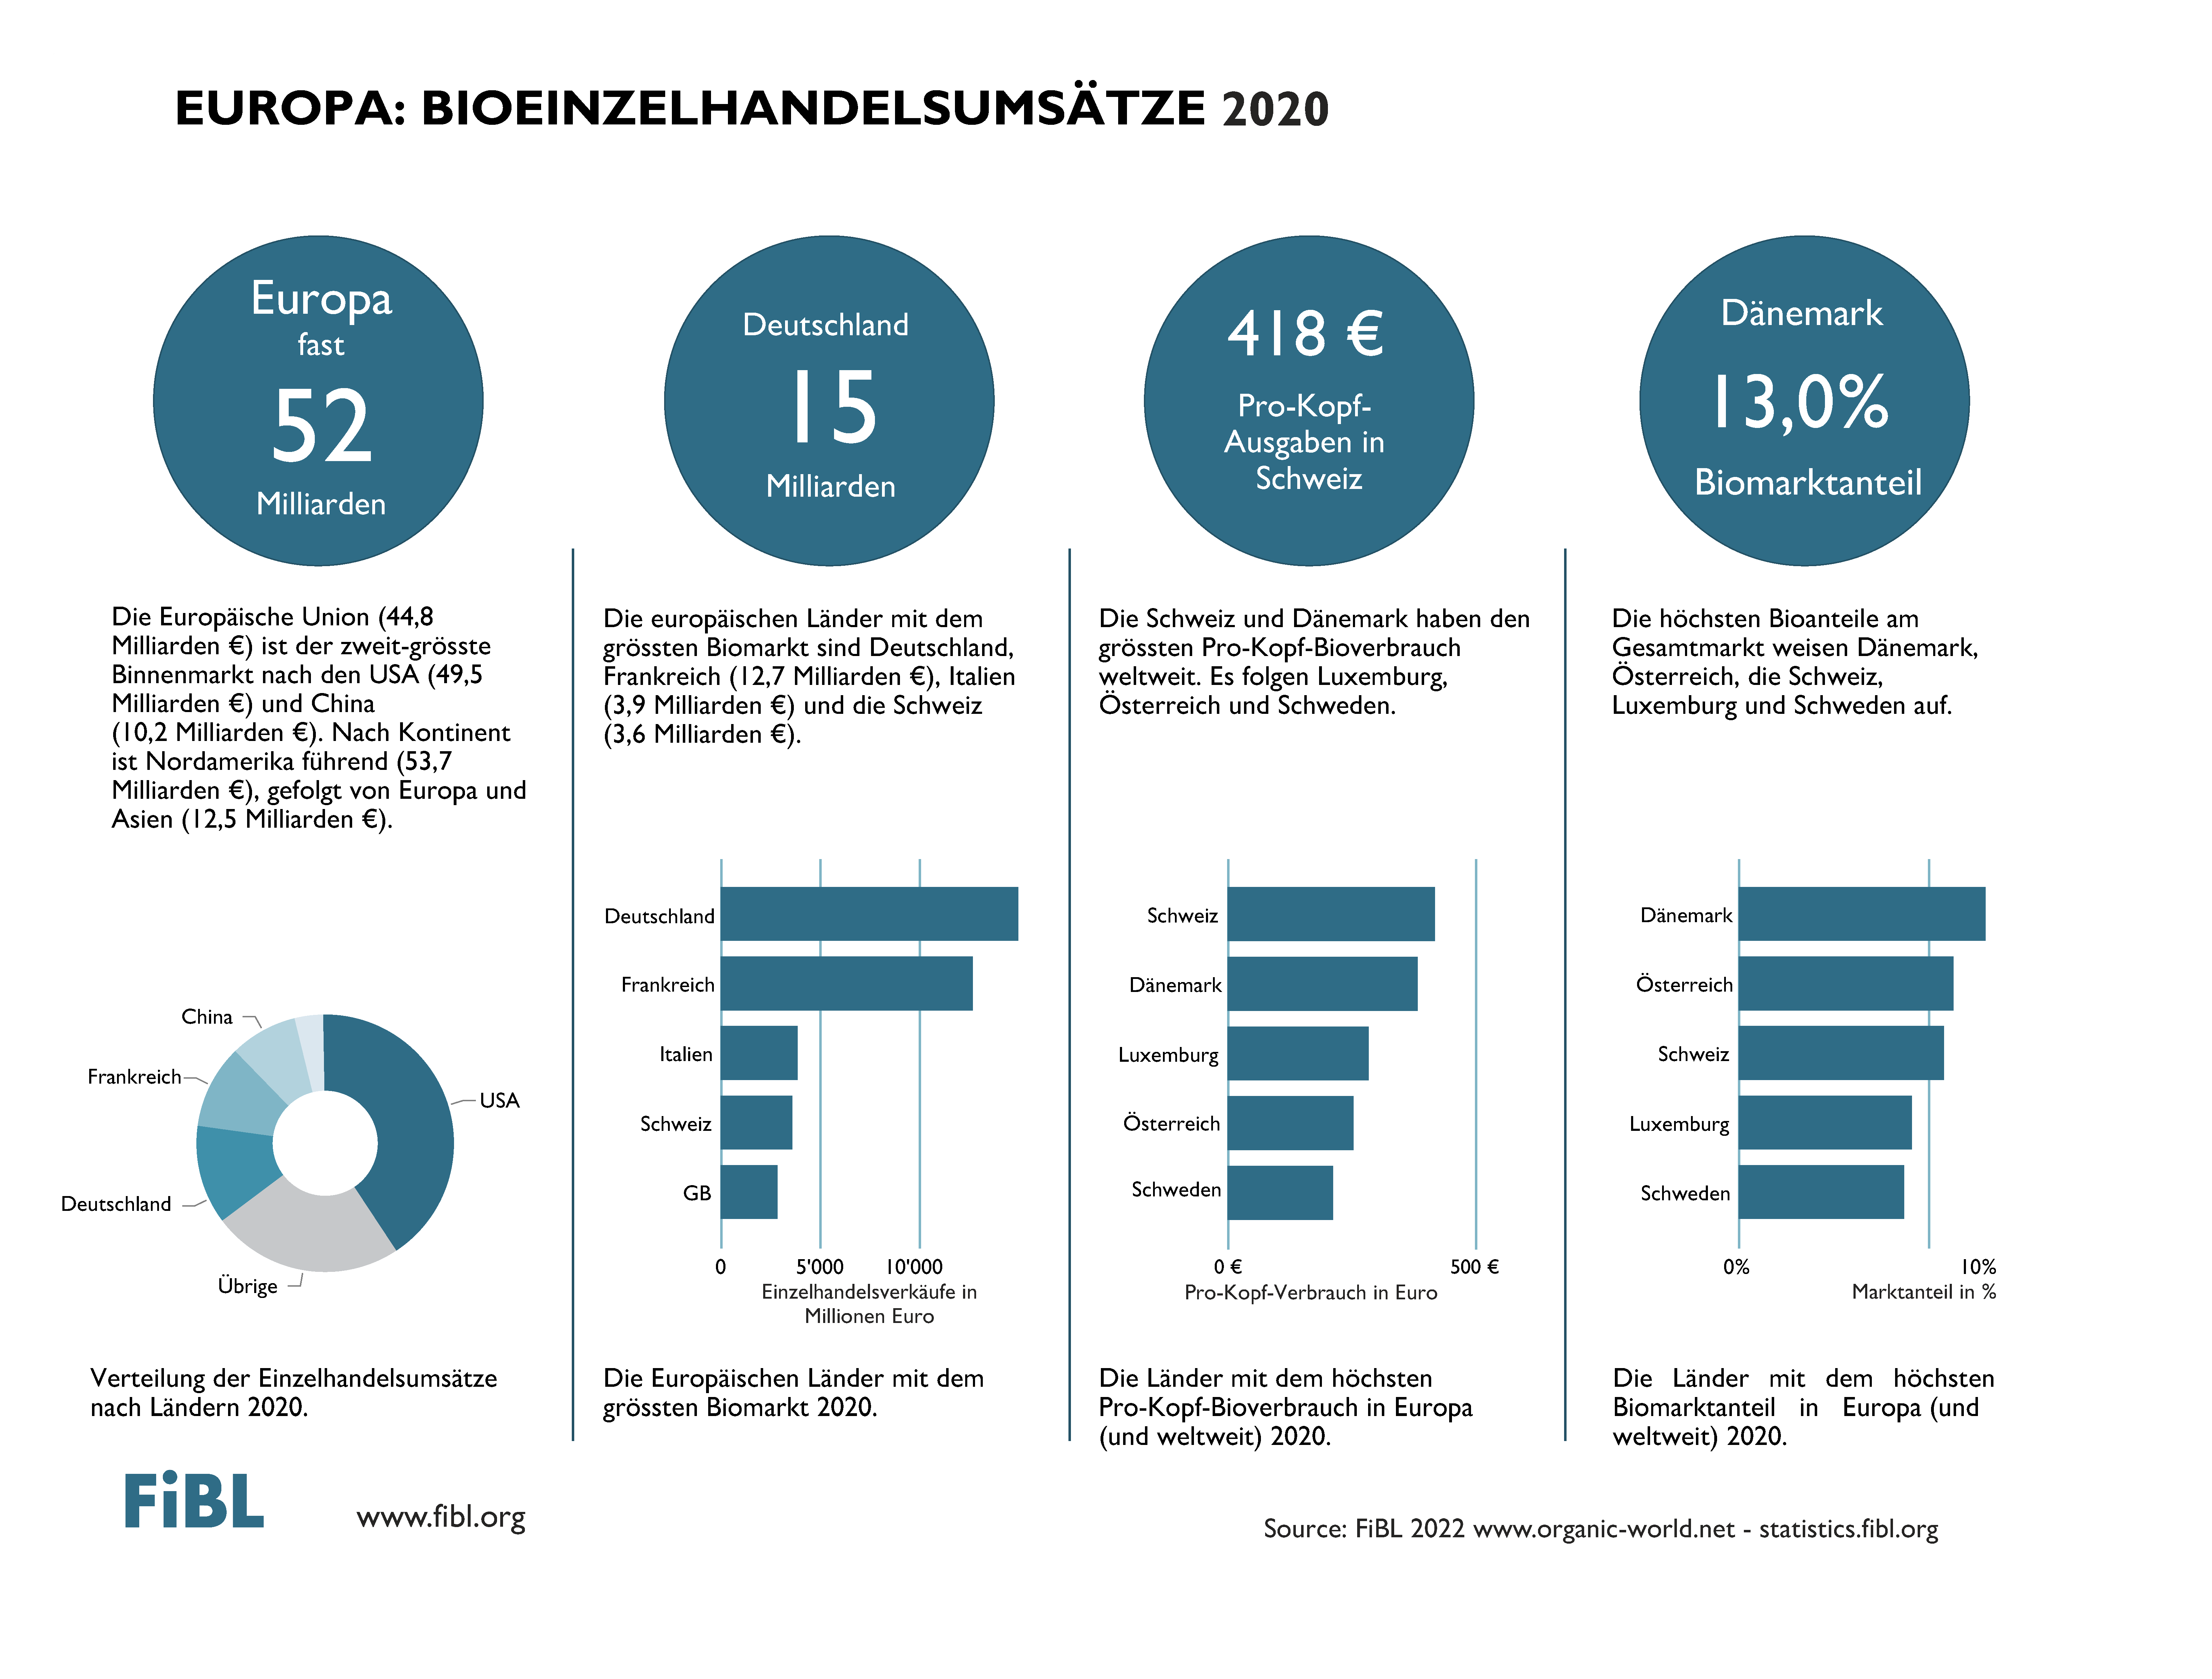 EUROPA: BIOEINZELHANDELSUMSÄTZE 2020
Europa
fast
52
Milliarden
Die Europäische Union (44,8
Milliarden €) ist der zweit-grösste
Binnenmarkt nach den USA (49,5
Milliarden €) und China
(10,2 Milliarden €). Nach Kontinent
ist Nordamerika führend (53,7
Milliarden €), gefolgt von Europa und
Asien (12,5 Milliarden €).
China
Frankreich
USA
Deutschland
Übrige
Verteilung der Einzelhandelsumsätze
nach Ländern 2020.
Deutschland
15
Milliarden
Die europäischen Länder mit dem
grössten Biomarkt sind Deutschland,
Frankreich (12,7 Milliarden €), Italien
(3,9 Milliarden €) und die Schweiz
(3,6 Milliarden €).
Deutschland
Frankreich
Italien
Schweiz
GB
0 5'000 10'000
Einzelhandelsverkäufe in
Millionen Euro
Die Europäischen Länder mit dem
grössten Biomarkt 2020.
418 €
Pro-Kopf-
Ausgaben in
Schweiz
Die Schweiz und Dänemark haben den
grössten Pro-Kopf-Bioverbrauch
weltweit. Es folgen Luxemburg,
Österreich und Schweden.
Schweiz
Dänemark
Luxemburg
Österreich
Schweden
0 € 500 €
Pro-Kopf-Verbrauch in Euro
Die Länder mit dem höchsten
Pro-Kopf-Bioverbrauch in Europa
(und weltweit) 2020.
Dänemark
13,0%
Biomarktanteil
Die höchsten Bioanteile am
Gesamtmarkt weisen Dänemark,
Österreich, die Schweiz,
Luxemburg und Schweden auf.
Dänemark
Österreich
Schweiz
Luxemburg
Schweden
0% 10%
Marktanteil in %
Die Länder mit dem höchsten
Biomarktanteil in Europa (und
weltweit) 2020.
FiBL
www.fibl.org
Source: FiBL 2022 www.organic-world.net - statistics.fibl.org